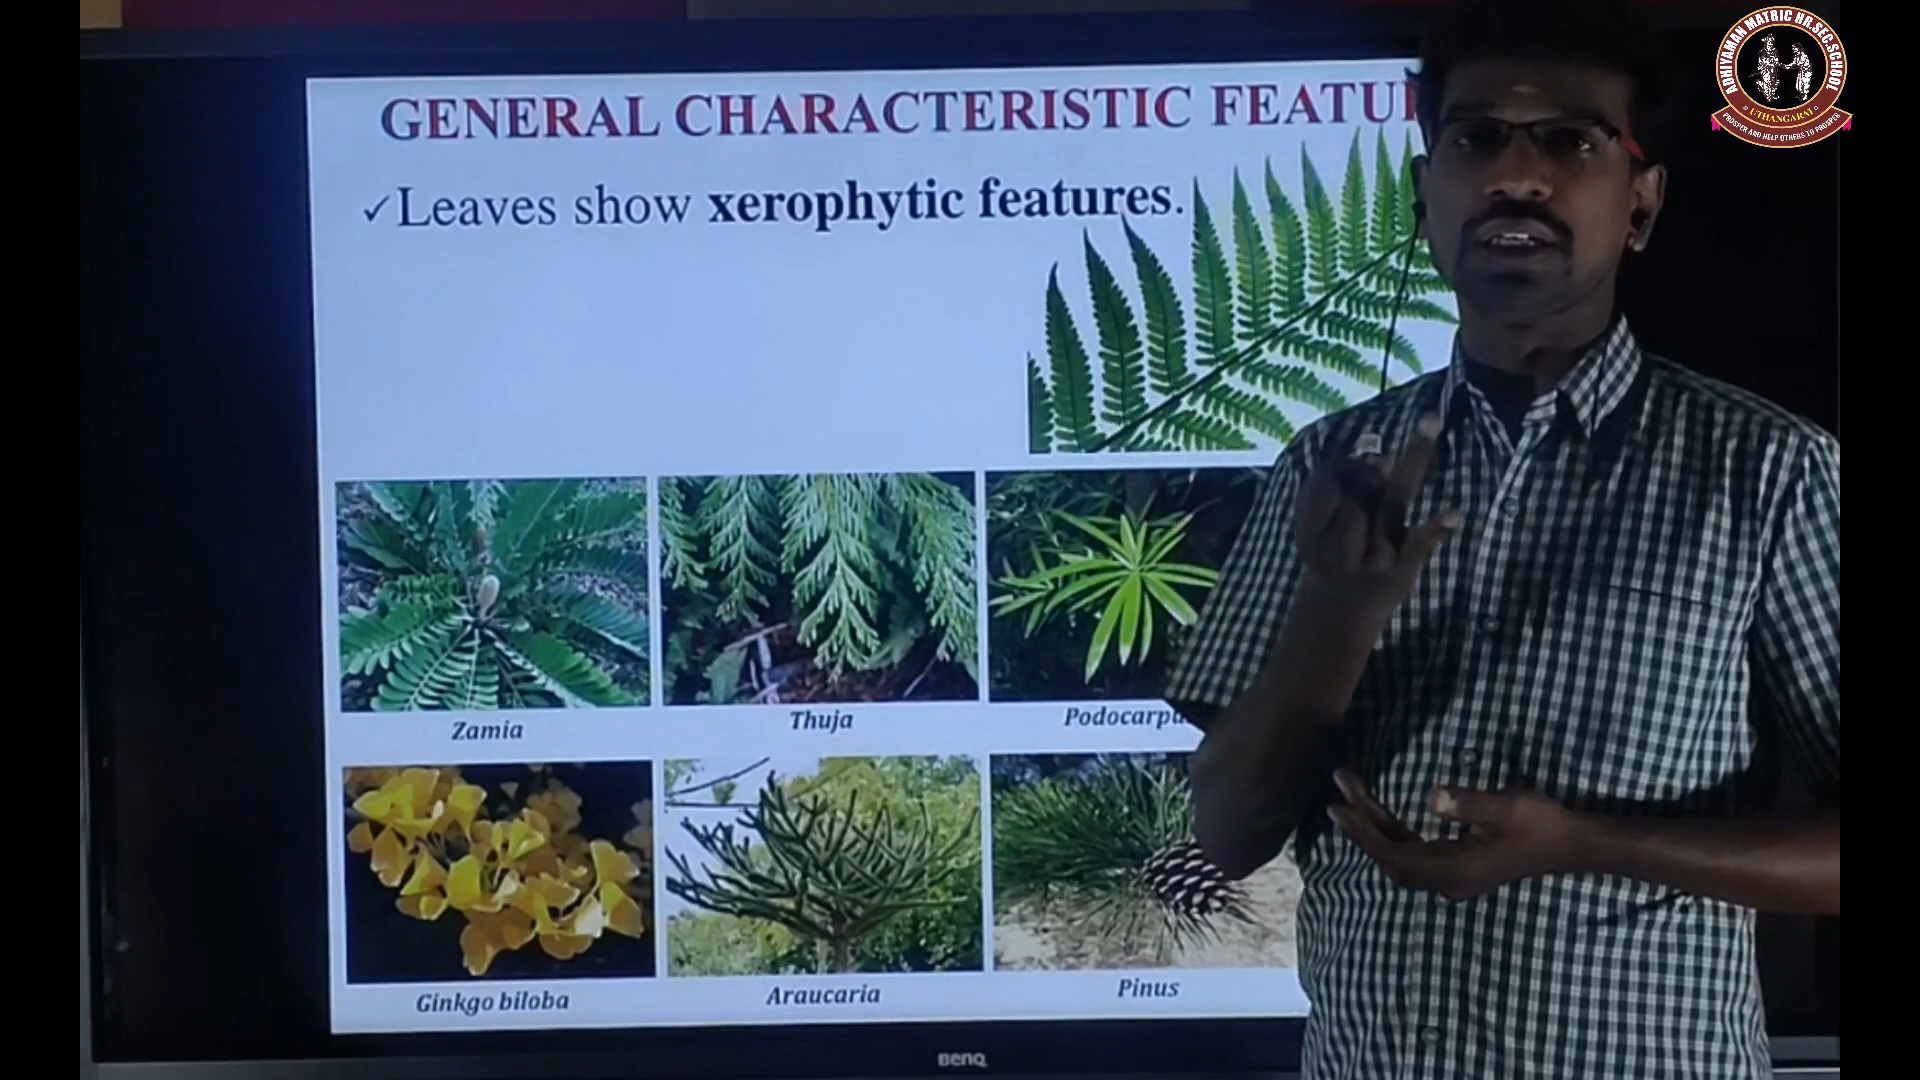 GENERAL CHARACTERISTIC FEATU
✓Leaves show xerophytic features.
Zamia
Thuja
Podocarpu
Ginkgo biloba
Araucaria
Pinus
BenQ
ADHIYAMAN MATRIC HR.SEC.SCHOOL
UTHANGARAI
PROSPER AND HELP OTHERS TO PROSPER